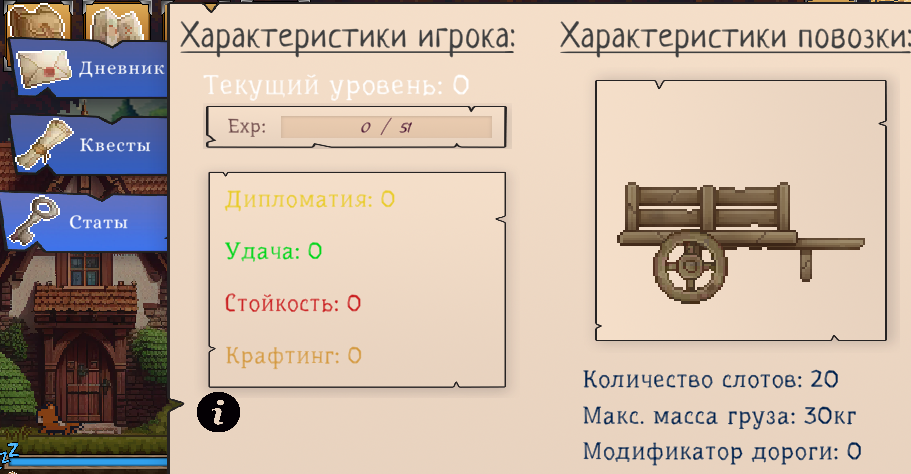 Дневник
Квесты
Статы
Характеристики игрока:
Текущий уровень: 0
Exp: 0 / 51
Дипломатия: 0
Удача: 0
Стойкость: 0
Крафтинг: 0
i
Характеристики повозки:
Количество слотов: 20
Макс. масса груза: 30кг
Модификатор дороги: 0
zZ